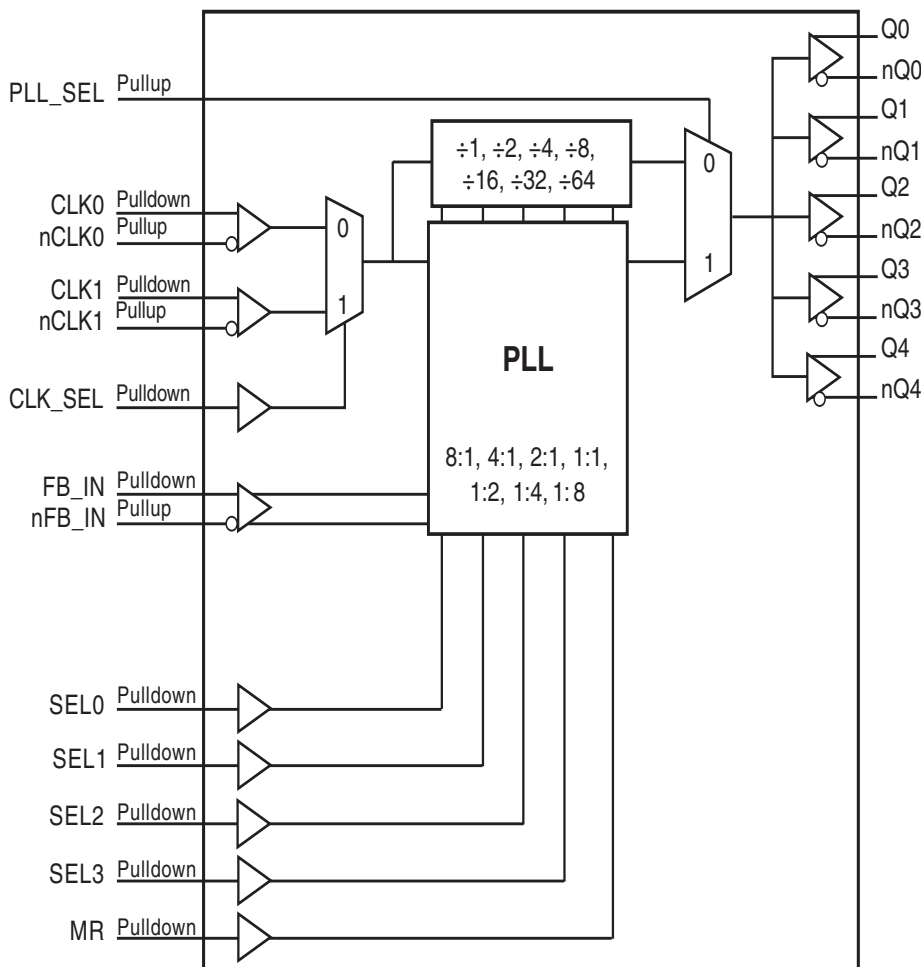 PLL_SEL Pullup
CLK0 Pulldown
nCLK0 Pullup
CLK1 Pulldown
nCLK1 Pullup
CLK_SEL Pulldown
FB_IN Pulldown
nFB_IN Pullup
SEL0 Pulldown
SEL1 Pulldown
SEL2 Pulldown
SEL3 Pulldown
MR Pulldown
0
1
÷1, ÷2, ÷4, ÷8,
÷16, ÷32, ÷64
PLL
8:1, 4:1, 2:1, 1:1,
1:2, 1:4, 1:8
0
1
Q0
nQ0
Q1
nQ1
Q2
nQ2
Q3
nQ3
Q4
nQ4